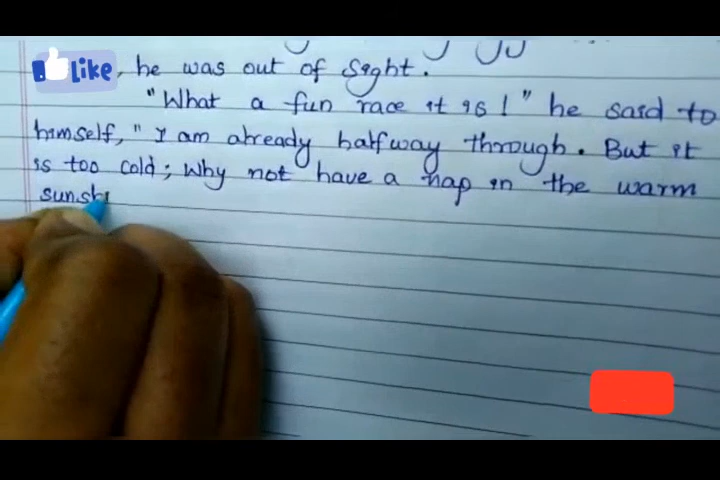 Like
, he was out of sight.
"What a fun race it is!" he said to
himself, "I am already halfway through. But it
is too cold; Why not have a nap in the warm
sunsh